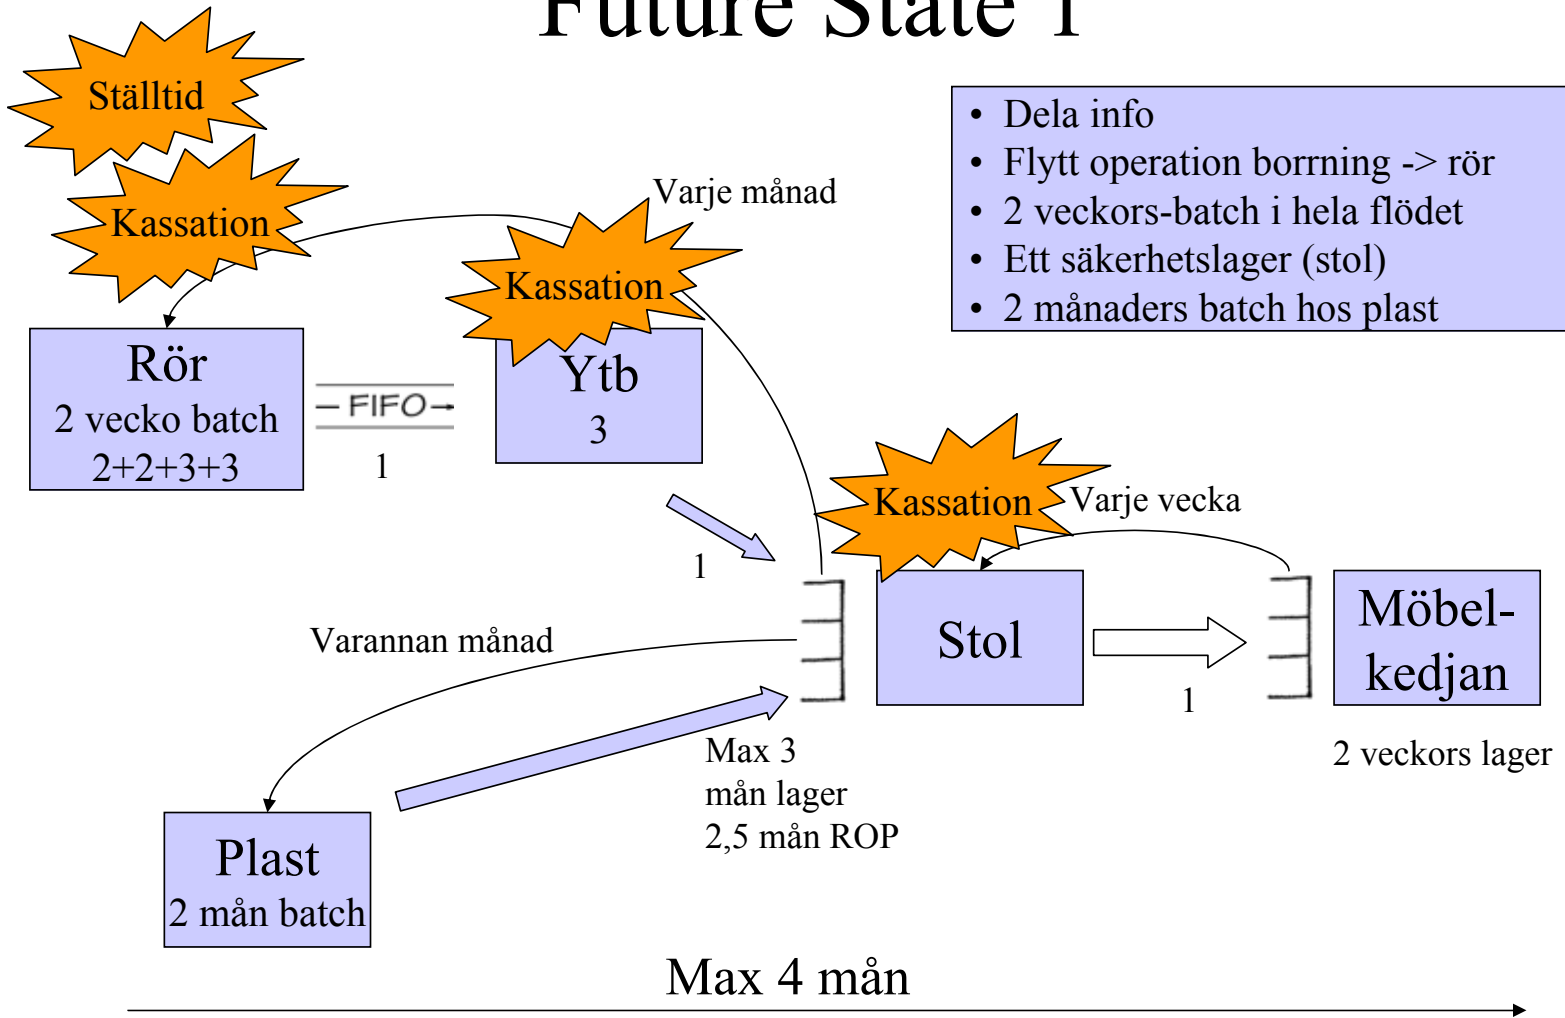 Future State 1
Ställtid
Kassation
Varje månad
Kassation
• Dela info
• Flytt operation borrning -> rör
• 2 veckors-batch i hela flödet
• Ett säkerhetslager (stol)
• 2 månaders batch hos plast
Rör
2 vecko batch
2+2+3+3
FIFO
1
Ytb
3
1
Kassation
Varje vecka
Stol
1
Möbel-
kedjan
2 veckors lager
Varannan månad
Max 3
mån lager
2,5 mån ROP
Plast
2 mån batch
Max 4 mån